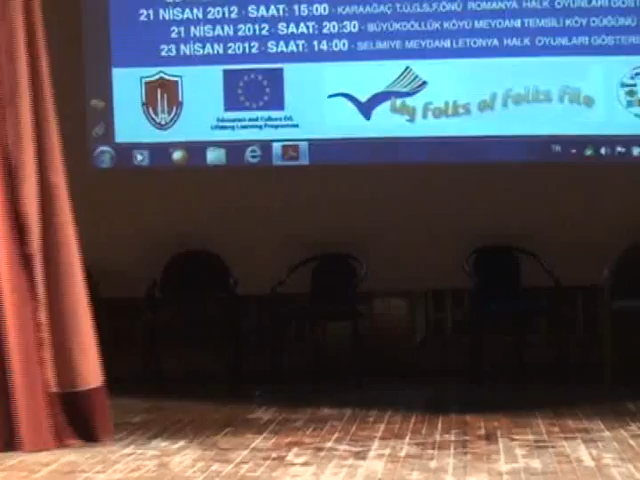 21 NİSAN 2012 - SAAT: 15:00 - KARAAĞAÇ T.Ü.G.S.F.ÖNÜ ROMANYA HALK OYUNLARI GÖSTERİ
21 NİSAN 2012 - SAAT: 20:30 - BÜYÜKDÖLLÜK KÖYÜ MEYDANI TEMSİLİ KÖY DÜĞÜNÜ
23 NİSAN 2012 - SAAT: 14:00 - SELİMİYE MEYDANI LETONYA HALK OYUNLARI GÖSTERİ
Education and Culture DG
Lifelong Learning Programme
My Folks of Folks File
TR